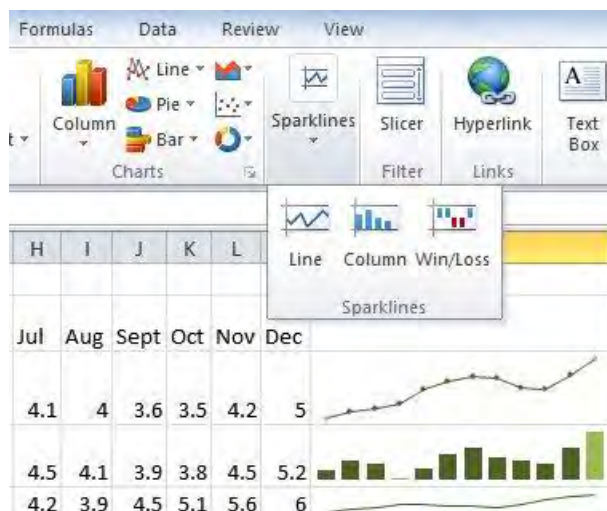 Formulas Data Review View
Line
Pie
Column
Bar
Sparklines
Slicer
Hyperlink
Text
Box
Charts
Filter
Links
Line Column Win/Loss
Sparklines
H I J K L
Jul Aug Sept Oct Nov Dec
4.1 4 3.6 3.5 4.2 5
4.5 4.1 3.9 3.8 4.5 5.2
4.2 3.9 4.5 5.1 5.6 6